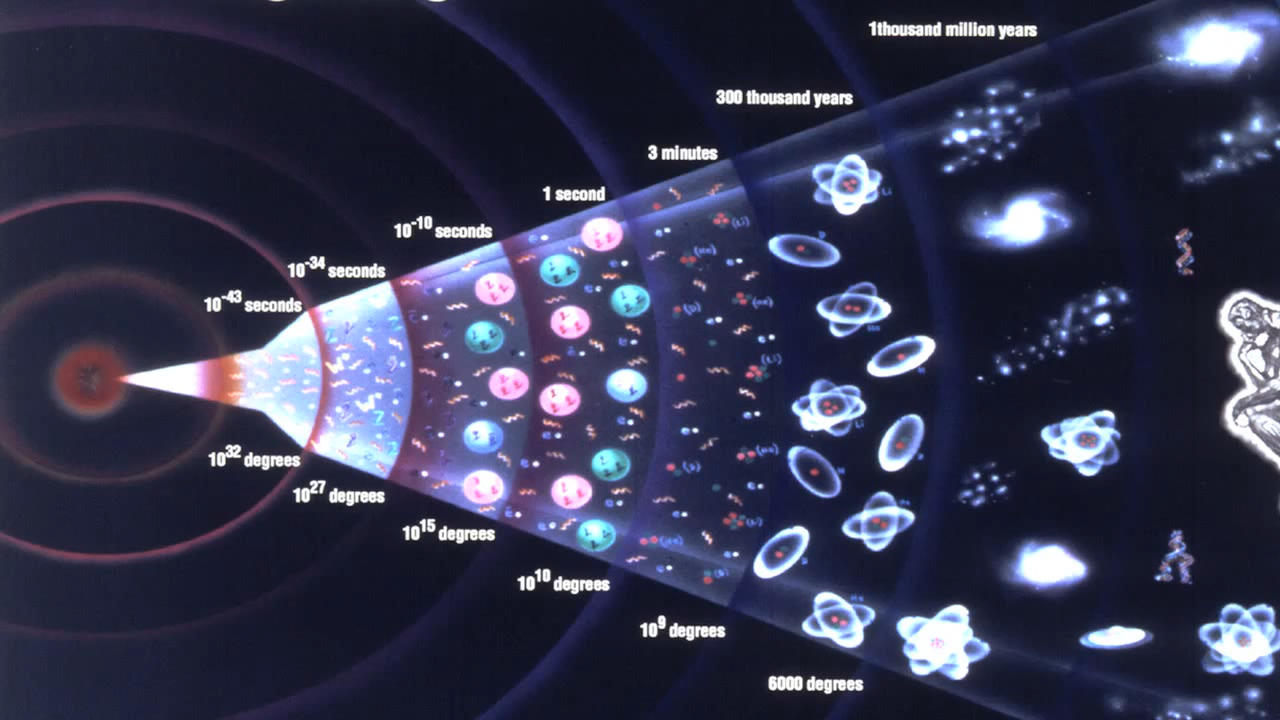 1thousand million years
300 thousand years
3 minutes
1 second
10⁻¹⁰ seconds
10⁻³⁴ seconds
10⁻⁴³ seconds
10³² degrees
10²⁷ degrees
10¹⁵ degrees
10¹⁰ degrees
10⁹ degrees
6000 degrees